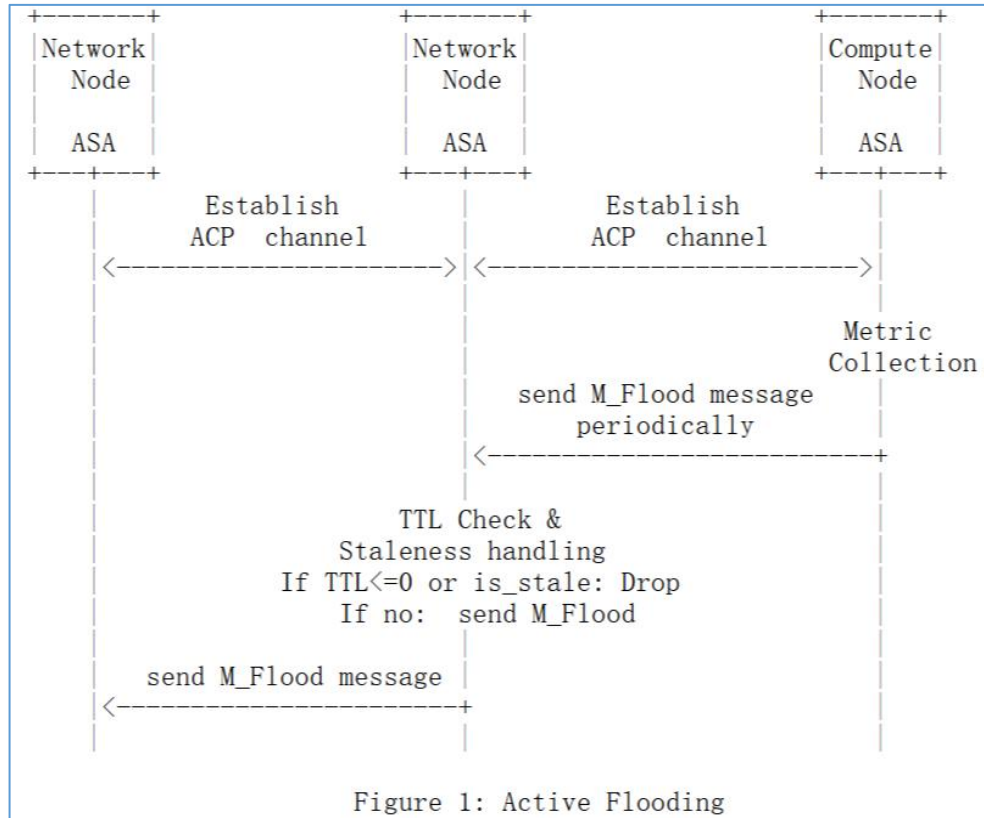 +-------+ +-------+ +-------+
|Network| |Network| |Compute|
| Node | | Node | | Node |
| | | | | |
| ASA | | ASA | | ASA |
+---+---+ +---+---+ +---+---+
| Establish | Establish |
| ACP channel | ACP channel |
|<---------------------->|<------------------------->|
| | |
| | Metric
| | Collection
| | send M_Flood message |
| | periodically |
| |<--------------------------+
| | |
| TTL Check & |
| Staleness handling |
| If TTL<=0 or is_stale: Drop |
| If no: send M_Flood |
| | |
| send M_Flood message | |
|<-----------------------+ |
| | |
Figure 1: Active Flooding